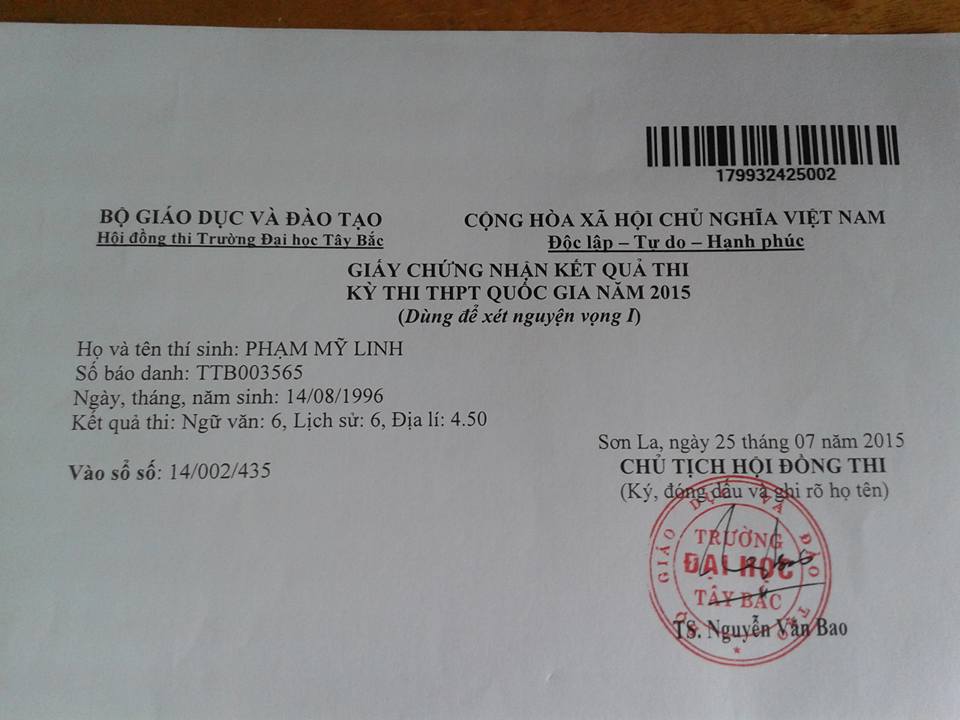 179932425002
BỘ GIÁO DỤC VÀ ĐÀO TẠO
Hội đồng thi Trường Đại học Tây Bắc
CỘNG HÒA XÃ HỘI CHỦ NGHĨA VIỆT NAM
Độc lập – Tự do – Hạnh phúc
GIẤY CHỨNG NHẬN KẾT QUẢ THI
KỲ THI THPT QUỐC GIA NĂM 2015
(Dùng để xét nguyện vọng I)
Họ và tên thí sinh: PHẠM MỸ LINH
Số báo danh: TTB003565
Ngày, tháng, năm sinh: 14/08/1996
Kết quả thi: Ngữ văn: 6, Lịch sử: 6, Địa lí: 4.50
Vào sổ số: 14/002/435
Sơn La, ngày 25 tháng 07 năm 2015
CHỦ TỊCH HỘI ĐỒNG THI
(Ký, đóng dấu và ghi rõ họ tên)
BỘ GIÁO DỤC VÀ ĐÀO TẠO
TRƯỜNG
ĐẠI HỌC
TÂY BẮC
TS. Nguyễn Văn Bao